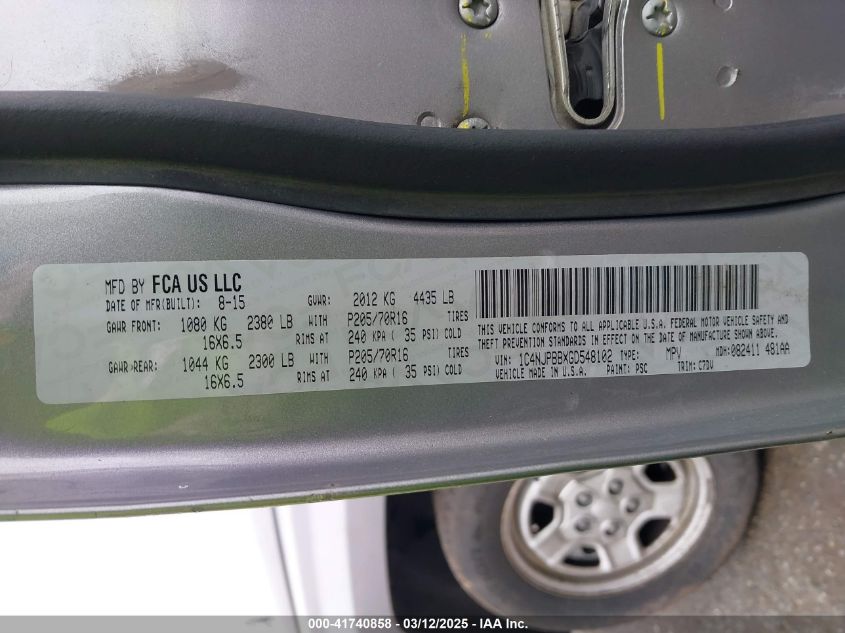 MFD BY FCA US LLC
DATE OF MFR(BUILT): 8-15 GVWR: 2012 KG 4435 LB
GAWR FRONT: 1080 KG 2380 LB WITH P205/70R16 TIRES
16X6.5 RIMS AT 240 KPA ( 35 PSI) COLD
GAWR REAR: 1044 KG 2300 LB WITH P205/70R16 TIRES
16X6.5 RIMS AT 240 KPA ( 35 PSI) COLD
THIS VEHICLE CONFORMS TO ALL APPLICABLE U.S.A. FEDERAL MOTOR VEHICLE SAFETY AND
THEFT PREVENTION STANDARDS IN EFFECT ON THE DATE OF MANUFACTURE SHOWN ABOVE.
VIN: 1C4NJPBBXGD548102 TYPE: MPV MDH:082411 481AA
VEHICLE MADE IN U.S.A. PAINT: PSC TRIM: C7DV
000-41740858 - 03/12/2025 - IAAI.com